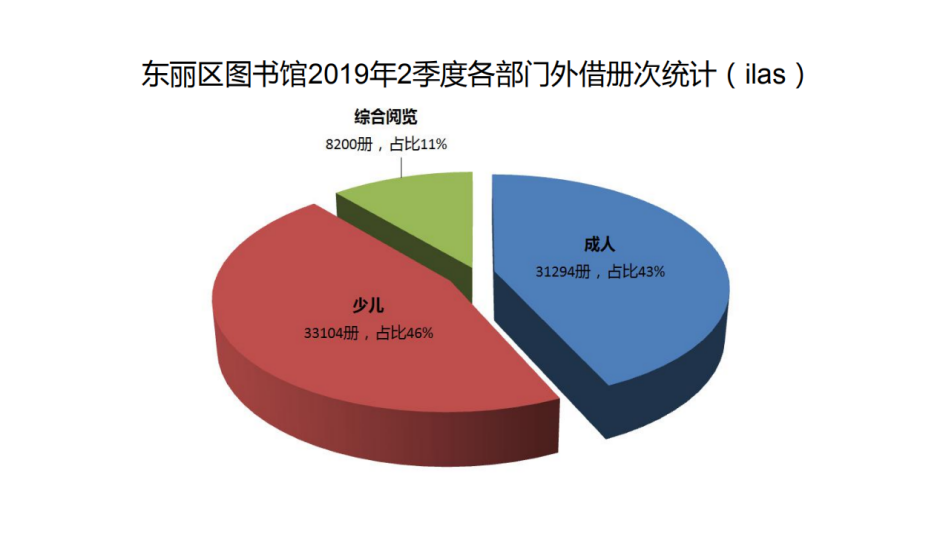 东丽区图书馆2019年2季度各部门外借册次统计（ilas）
综合阅览
8200册，占比11%
成人
31294册，占比43%
少儿
33104册，占比46%